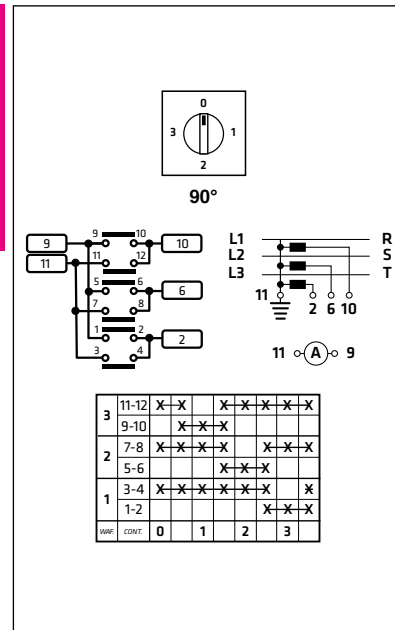 0
3 1
2
90°
9 9 10 10
11 11 12
5 6 6
7 8
1 2 2
3 4
L1 R
L2 S
L3 T
11 2 6 10
11 A 9
3 11-12 X X X X X X X
9-10 X X X
2 7-8 X X X X X X X
5-6 X X X
1 3-4 X X X X X X X
1-2 X X X
WAF. CONT. 0 1 2 3